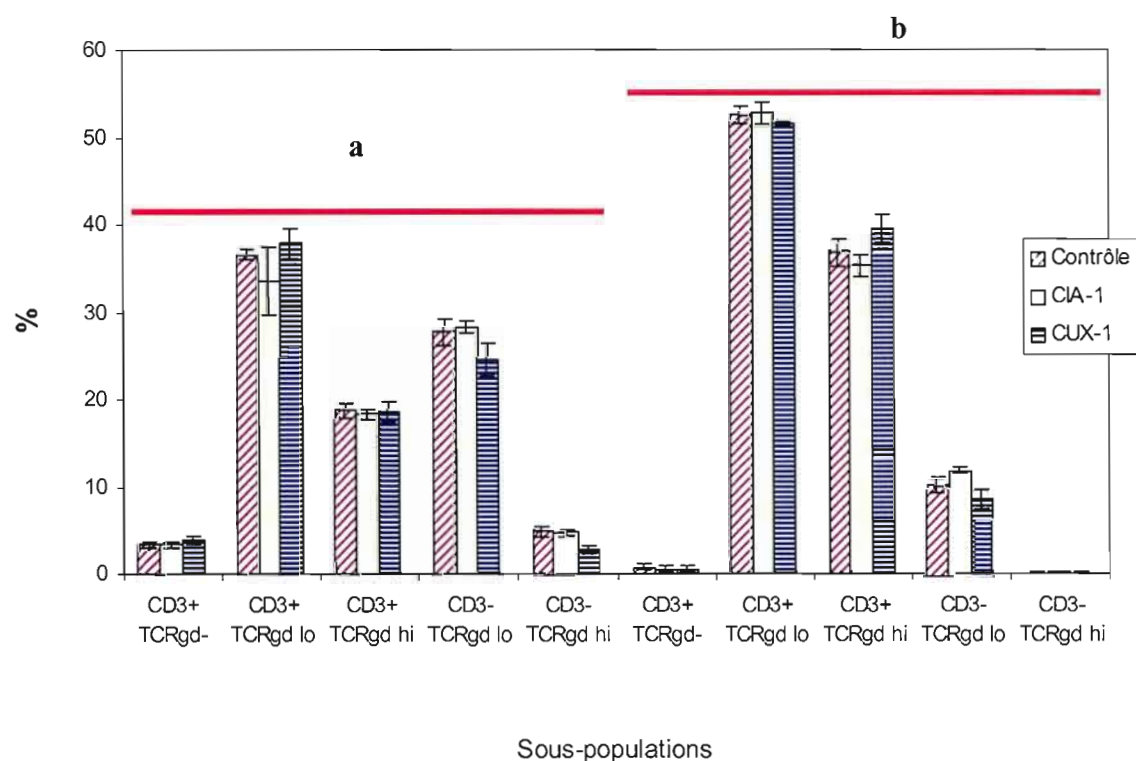 b
60
50
a
40
Contrôle
CIA-1
CUX-1
%
30
20
10
0
CD3+ CD3+ CD3+ CD3- CD3- CD3+ CD3+ CD3+ CD3- CD3-
TCRgd- TCRgd lo TCRgd hi TCRgd lo TCRgd hi TCRgd- TCRgd lo TCRgd hi TCRgd lo TCRgd hi
Sous-populations